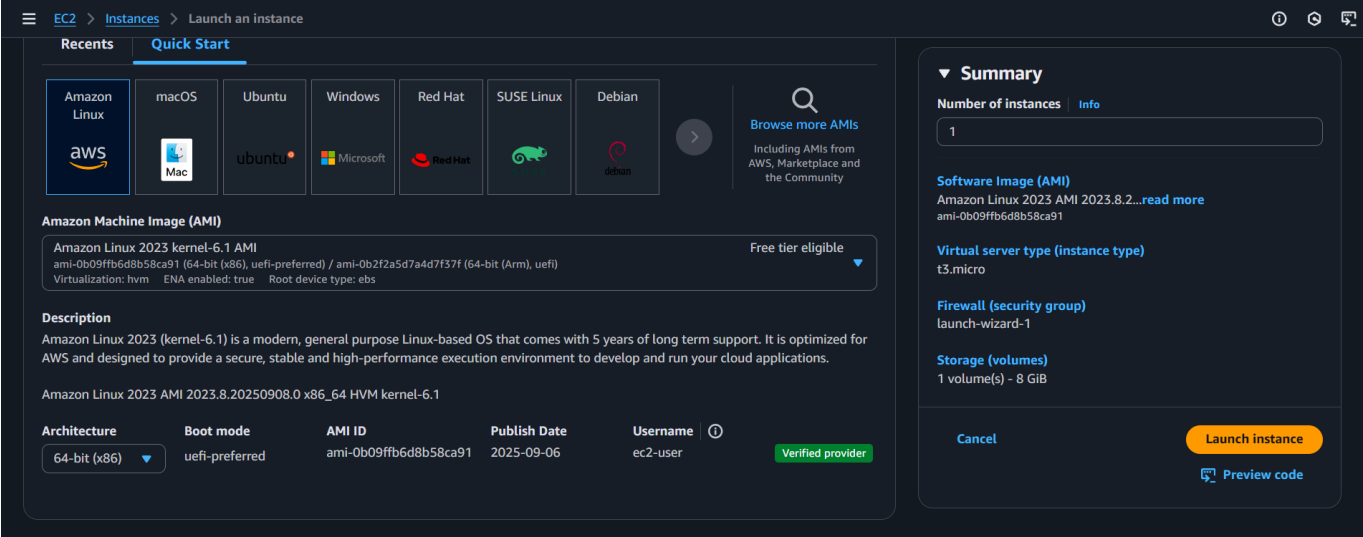 EC2 > Instances > Launch an instance
Recents Quick Start
Amazon Linux
aws
macOS
Mac
Ubuntu
ubuntu
Windows
Microsoft
Red Hat
Red Hat
SUSE Linux
Debian
debian
Browse more AMIs
Including AMIs from
AWS, Marketplace and
the Community
Amazon Machine Image (AMI)
Amazon Linux 2023 kernel-6.1 AMI Free tier eligible
ami-0b09ffb6d8b58ca91 (64-bit (x86), uefi-preferred) / ami-0b2f2a5d7a4d7f37f (64-bit (Arm), uefi)
Virtualization: hvm ENA enabled: true Root device type: ebs
Description
Amazon Linux 2023 (kernel-6.1) is a modern, general purpose Linux-based OS that comes with 5 years of long term support. It is optimized for
AWS and designed to provide a secure, stable and high-performance execution environment to develop and run your cloud applications.
Amazon Linux 2023 AMI 2023.8.20250908.0 x86_64 HVM kernel-6.1
Architecture Boot mode AMI ID Publish Date Username
64-bit (x86) uefi-preferred ami-0b09ffb6d8b58ca91 2025-09-06 ec2-user Verified provider
Summary
Number of instances Info
1
Software Image (AMI)
Amazon Linux 2023 AMI 2023.8.2...read more
ami-0b09ffb6d8b58ca91
Virtual server type (instance type)
t3.micro
Firewall (security group)
launch-wizard-1
Storage (volumes)
1 volume(s) - 8 GiB
Cancel Launch instance
Preview code